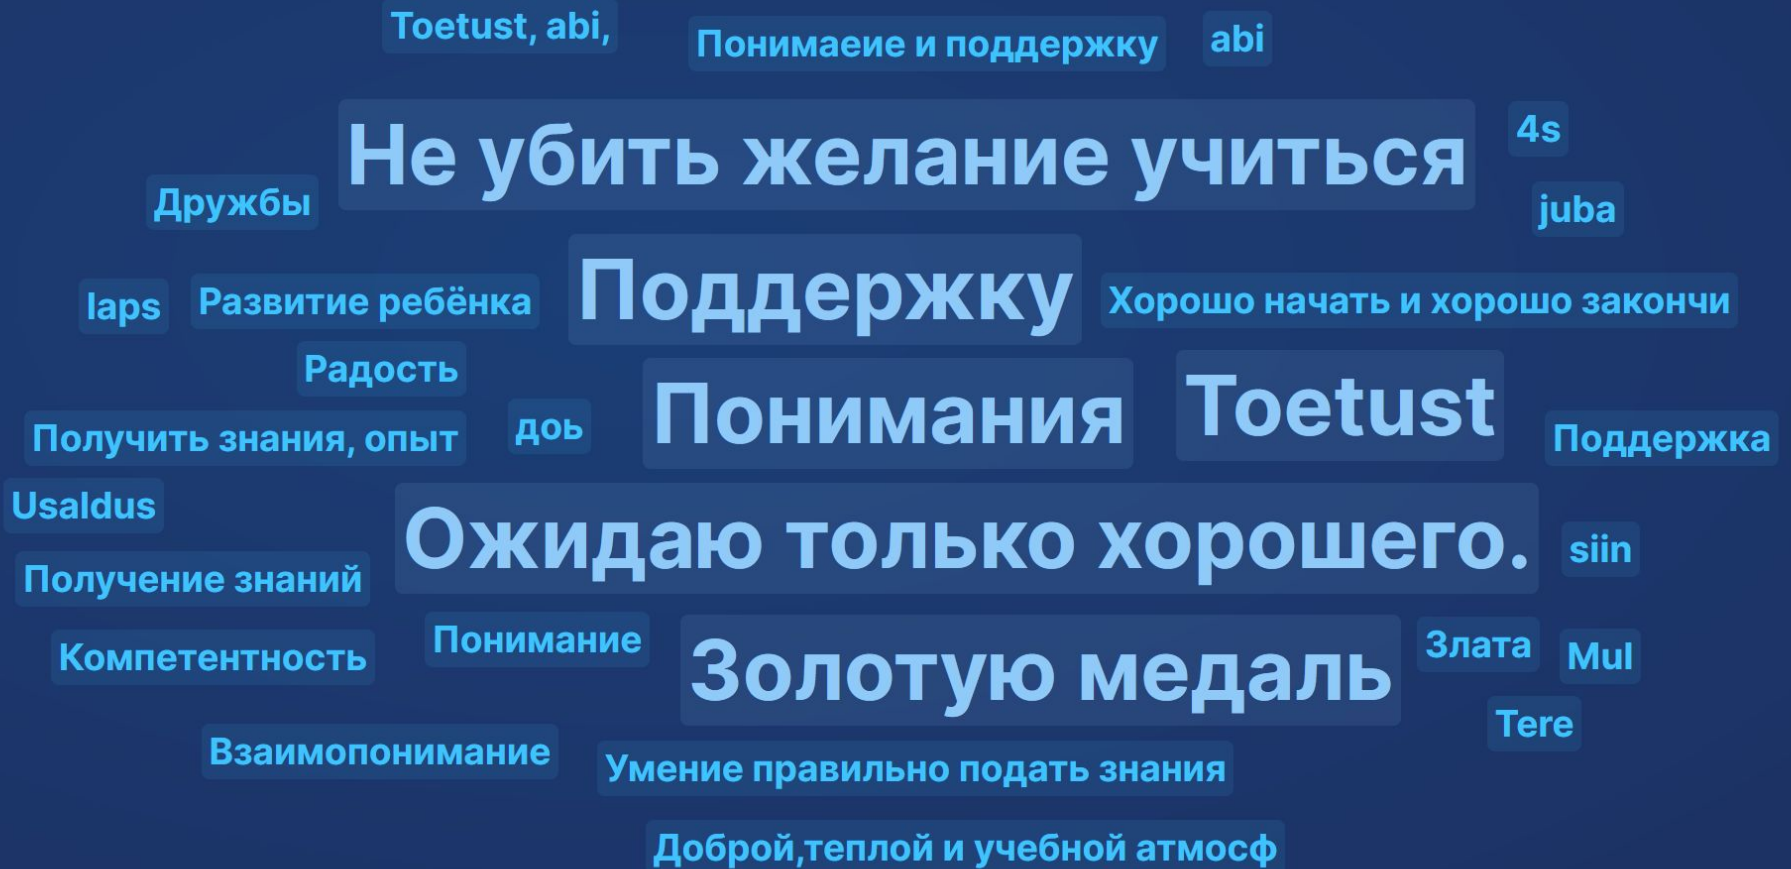 Toetust, abi,
Понимаеие и поддержку
abi
Не убить желание учиться
4s
Дружбы
juba
laps
Развитие ребёнка
Поддержку
Хорошо начать и хорошо закончи
Радость
Получить знания, опыт
доь
Понимания
Toetust
Поддержка
Usaldus
Ожидаю только хорошего.
siin
Получение знаний
Компетентность
Понимание
Золотую медаль
Злата
Mul
Tere
Взаимопонимание
Умение правильно подать знания
Доброй,теплой и учебной атмосф